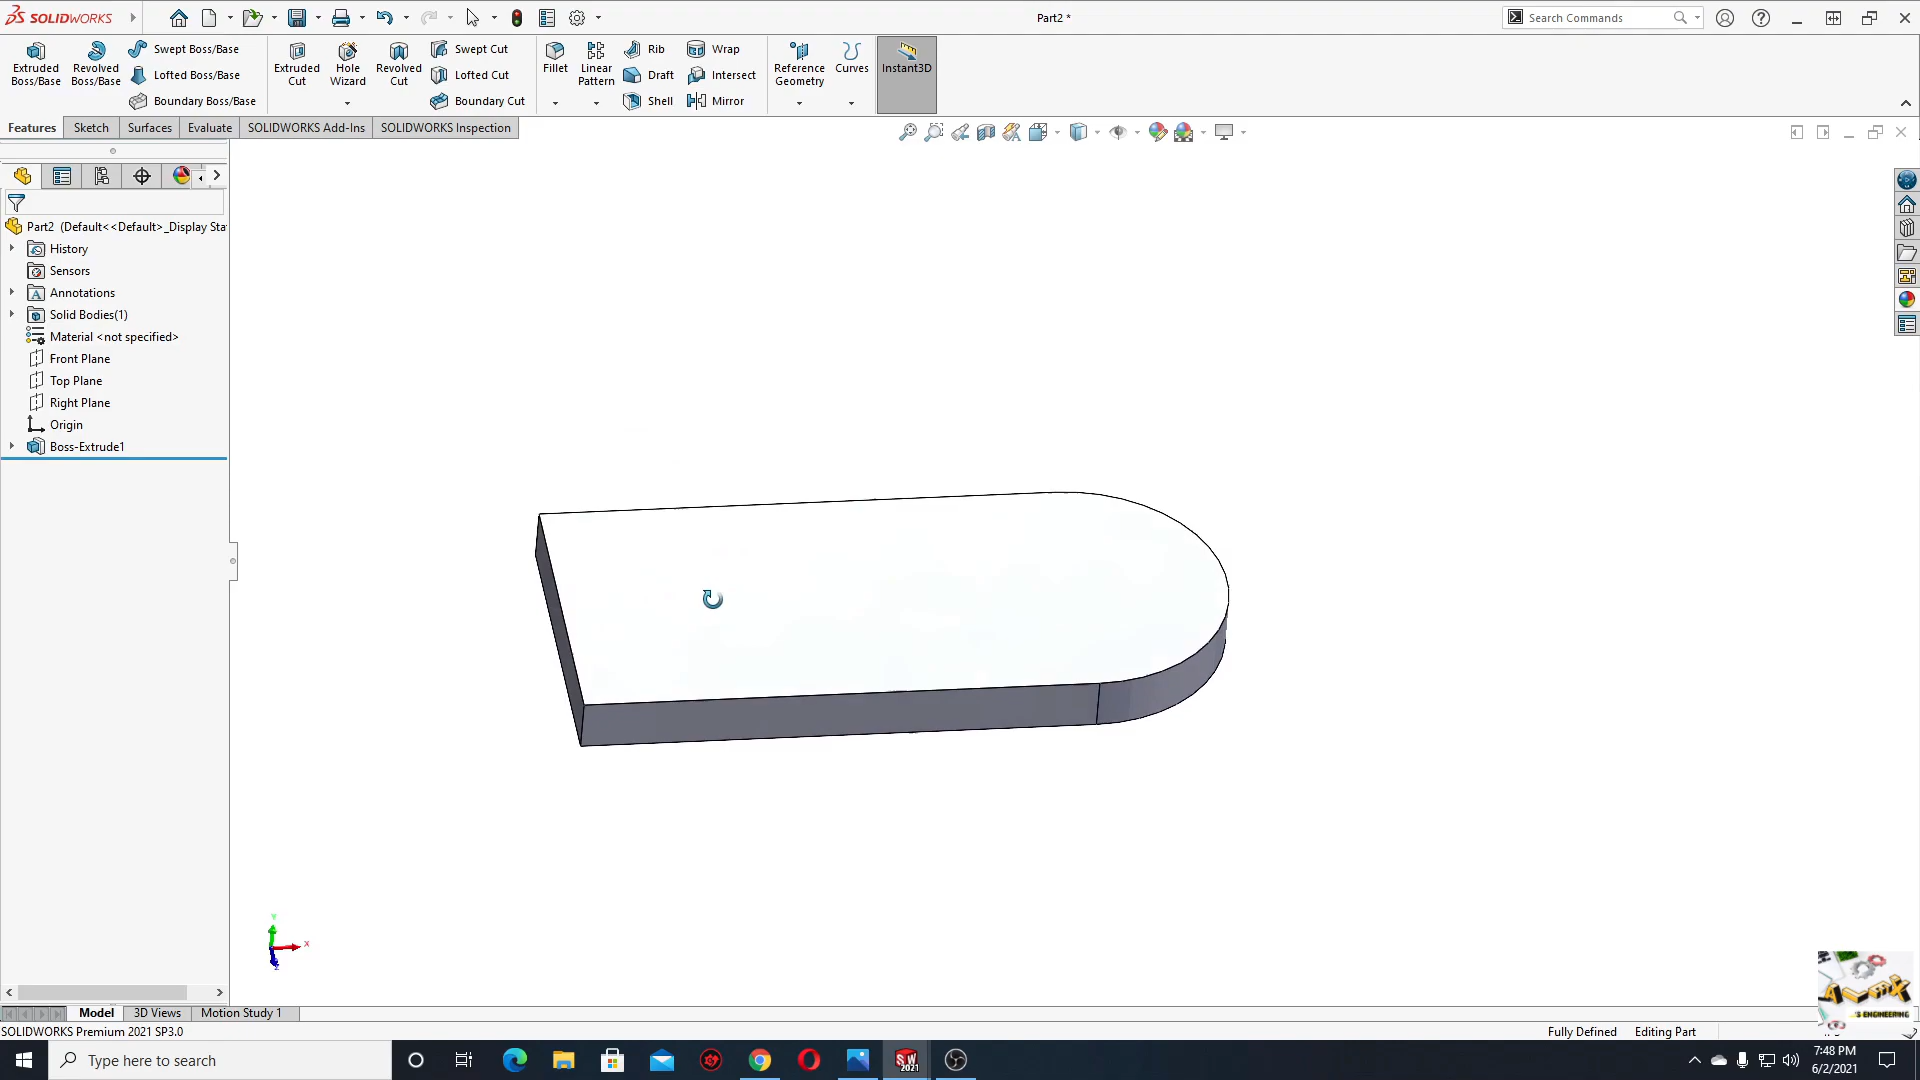 SOLIDWORKS
Part2 *
Search Commands
Extruded Boss/Base
Revolved Boss/Base
Swept Boss/Base
Lofted Boss/Base
Boundary Boss/Base
Extruded Cut
Hole Wizard
Revolved Cut
Swept Cut
Lofted Cut
Boundary Cut
Fillet
Linear Pattern
Rib
Draft
Shell
Wrap
Intersect
Mirror
Reference Geometry
Curves
Instant3D
Features
Sketch
Surfaces
Evaluate
SOLIDWORKS Add-Ins
SOLIDWORKS Inspection
Part2 (Default<<Default>_Display Sta
History
Sensors
Annotations
Solid Bodies(1)
Material <not specified>
Front Plane
Top Plane
Right Plane
Origin
Boss-Extrude1
Y
X
Z
'S ENGINEERING
Model
3D Views
Motion Study 1
SOLIDWORKS Premium 2021 SP3.0
Fully Defined
Editing Part
Type here to search
SW
2021
7:48 PM
6/2/2021